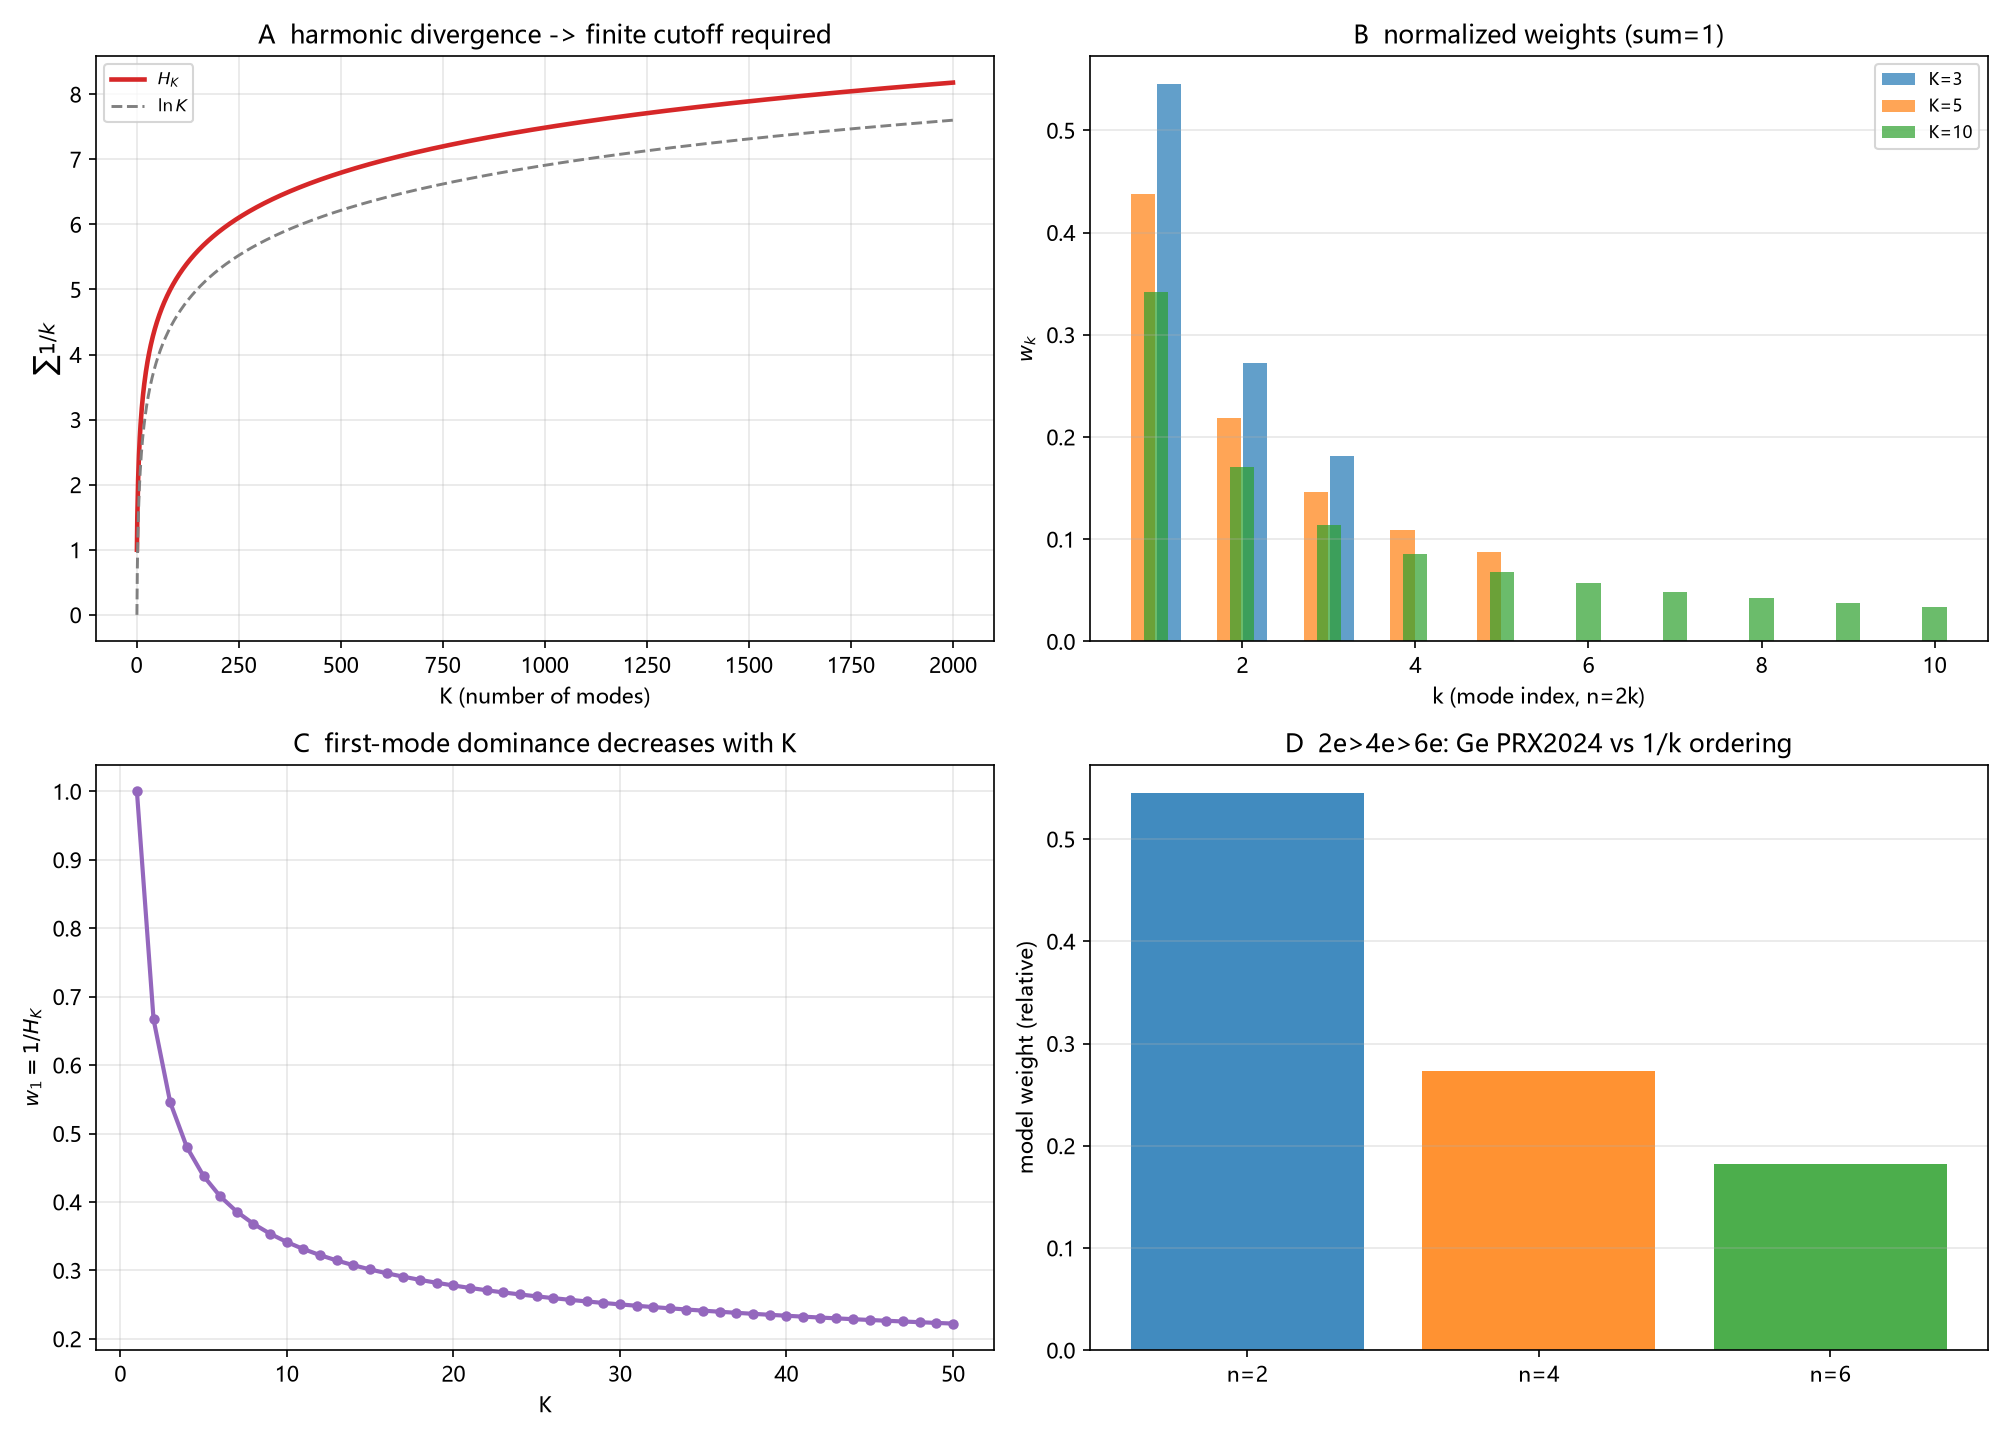 A  harmonic divergence -> finite cutoff required
H_K
ln K
∑1/k
8
7
6
5
4
3
2
1
0
0 250 500 750 1000 1250 1500 1750 2000
K (number of modes)
B  normalized weights (sum=1)
K=3
K=5
K=10
w_k
0.5
0.4
0.3
0.2
0.1
0.0
2 4 6 8 10
k (mode index, n=2k)
C  first-mode dominance decreases with K
w_1 = 1/H_K
1.0
0.9
0.8
0.7
0.6
0.5
0.4
0.3
0.2
0 10 20 30 40 50
K
D  2e>4e>6e: Ge PRX2024 vs 1/k ordering
model weight (relative)
0.5
0.4
0.3
0.2
0.1
0.0
n=2 n=4 n=6